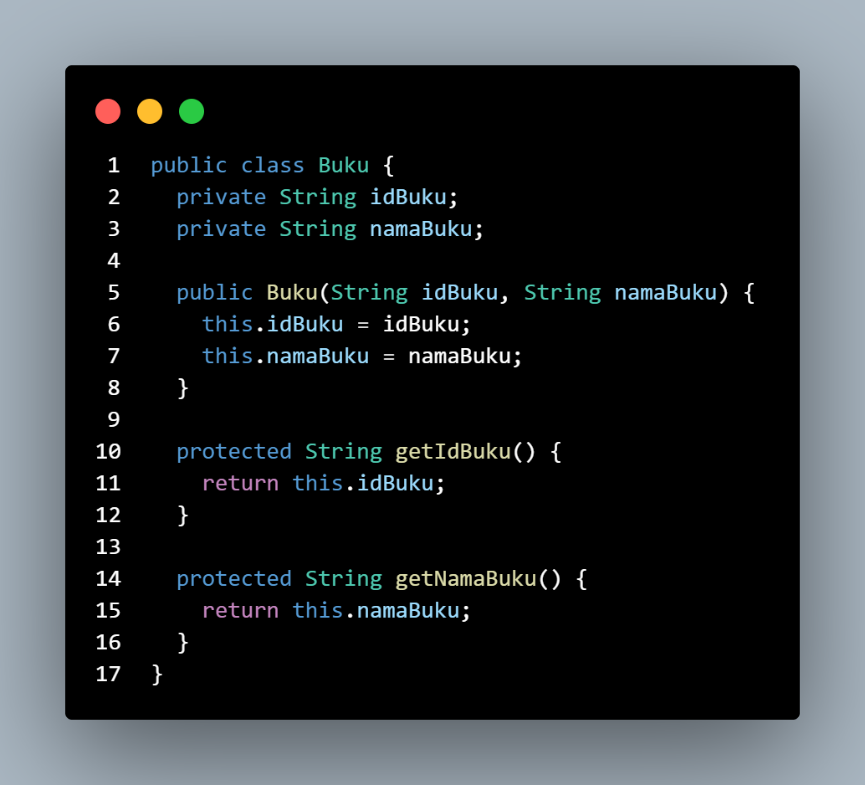 1 public class Buku {
2 private String idBuku;
3 private String namaBuku;
4
5 public Buku(String idBuku, String namaBuku) {
6 this.idBuku = idBuku;
7 this.namaBuku = namaBuku;
8 }
9
10 protected String getIdBuku() {
11 return this.idBuku;
12 }
13
14 protected String getNamaBuku() {
15 return this.namaBuku;
16 }
17 }